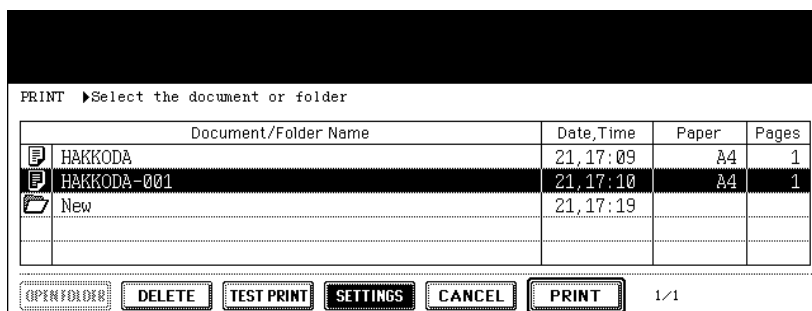 PRINT ▶Select the document or folder
Document/Folder Name Date,Time Paper Pages
HAKKODA 21,17:09 A4 1
HAKKODA-001 21,17:10 A4 1
New 21,17:19
OPEN FOLDER DELETE TEST PRINT SETTINGS CANCEL PRINT 1/1